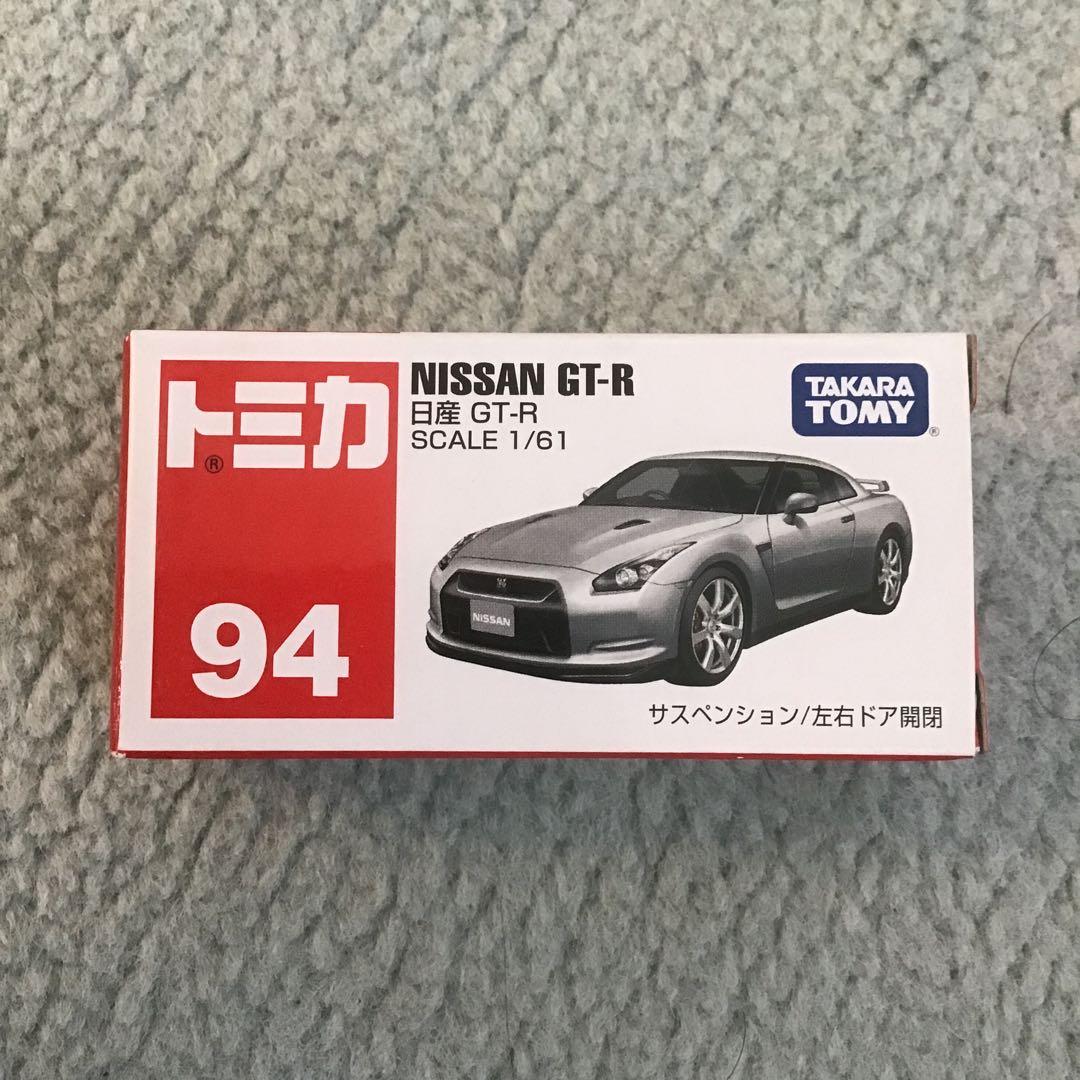 トミカ
®
94
NISSAN GT-R
日産 GT-R
SCALE 1/61
TAKARA
TOMY
®
NISSAN
サスペンション/左右ドア開閉